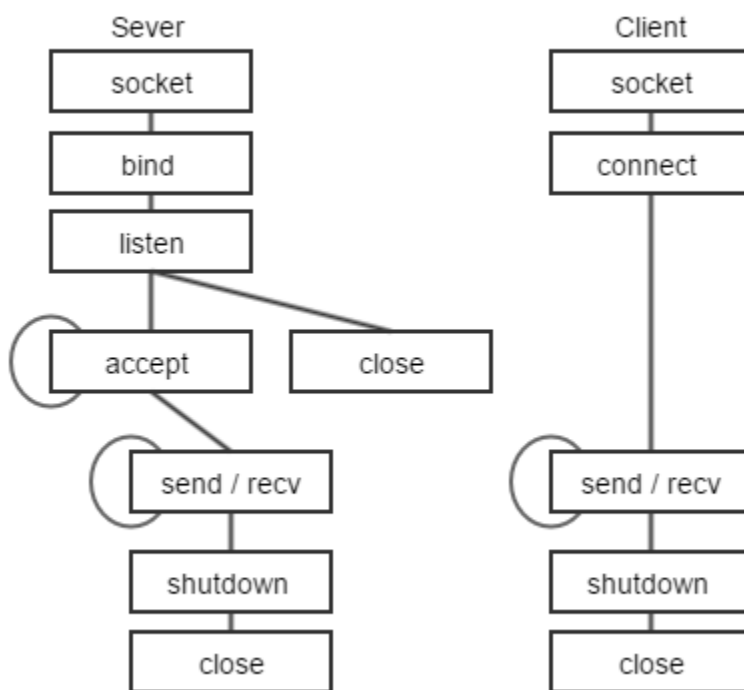 Sever
Client
socket
socket
bind
connect
listen
accept
close
send / recv
send / recv
shutdown
shutdown
close
close